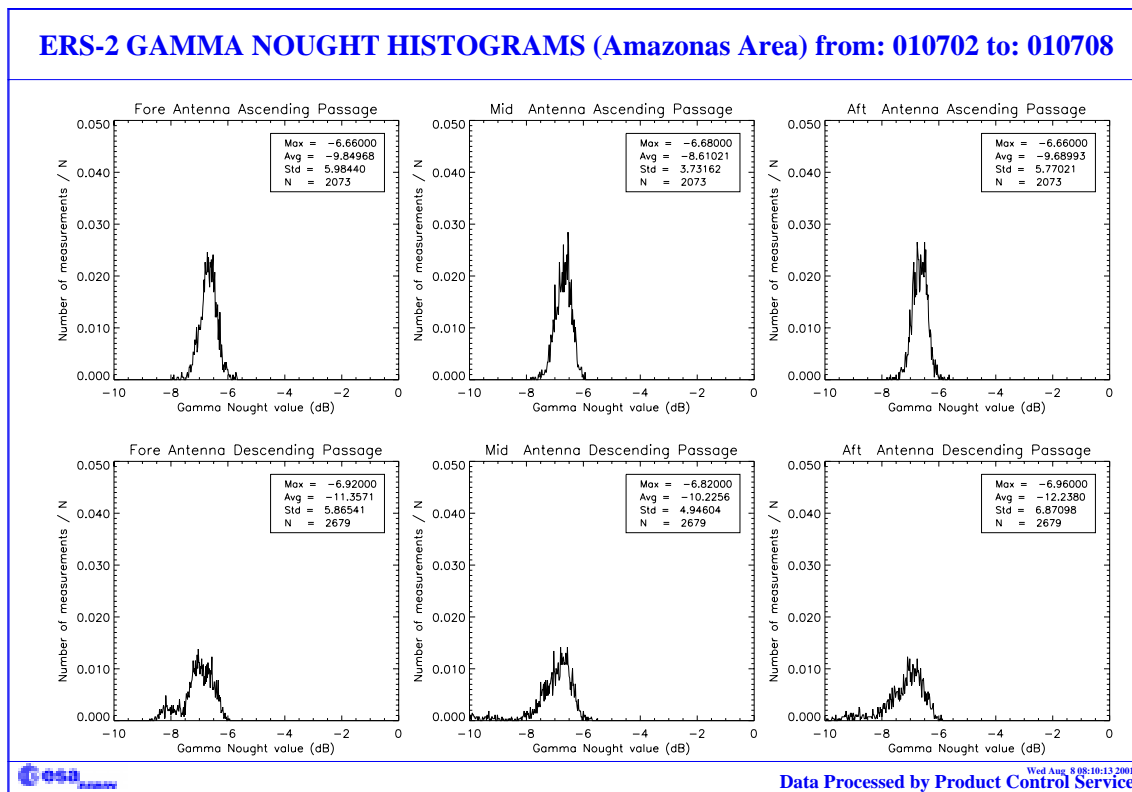 ERS-2 GAMMA NOUGHT HISTOGRAMS (Amazonas Area) from: 010702 to: 010708
Fore Antenna Ascending Passage
Number of measurements / N
0.050
0.040
0.030
0.020
0.010
0.000
Max = -6.66000
Avg = -9.84968
Std = 5.98440
N = 2073
-10 -8 -6 -4 -2 0
Gamma Nought value (dB)
Mid Antenna Ascending Passage
Number of measurements / N
0.050
0.040
0.030
0.020
0.010
0.000
Max = -6.68000
Avg = -8.61021
Std = 3.73162
N = 2073
-10 -8 -6 -4 -2 0
Gamma Nought value (dB)
Aft Antenna Ascending Passage
Number of measurements / N
0.050
0.040
0.030
0.020
0.010
0.000
Max = -6.66000
Avg = -9.68993
Std = 5.77021
N = 2073
-10 -8 -6 -4 -2 0
Gamma Nought value (dB)
Fore Antenna Descending Passage
Number of measurements / N
0.050
0.040
0.030
0.020
0.010
0.000
Max = -6.92000
Avg = -11.3571
Std = 5.86541
N = 2679
-10 -8 -6 -4 -2 0
Gamma Nought value (dB)
Mid Antenna Descending Passage
Number of measurements / N
0.050
0.040
0.030
0.020
0.010
0.000
Max = -6.82000
Avg = -10.2256
Std = 4.94604
N = 2679
-10 -8 -6 -4 -2 0
Gamma Nought value (dB)
Aft Antenna Descending Passage
Number of measurements / N
0.050
0.040
0.030
0.020
0.010
0.000
Max = -6.96000
Avg = -12.2380
Std = 6.87098
N = 2679
-10 -8 -6 -4 -2 0
Gamma Nought value (dB)
esa
Wed Aug 8 08:10:13 2001
Data Processed by Product Control Service